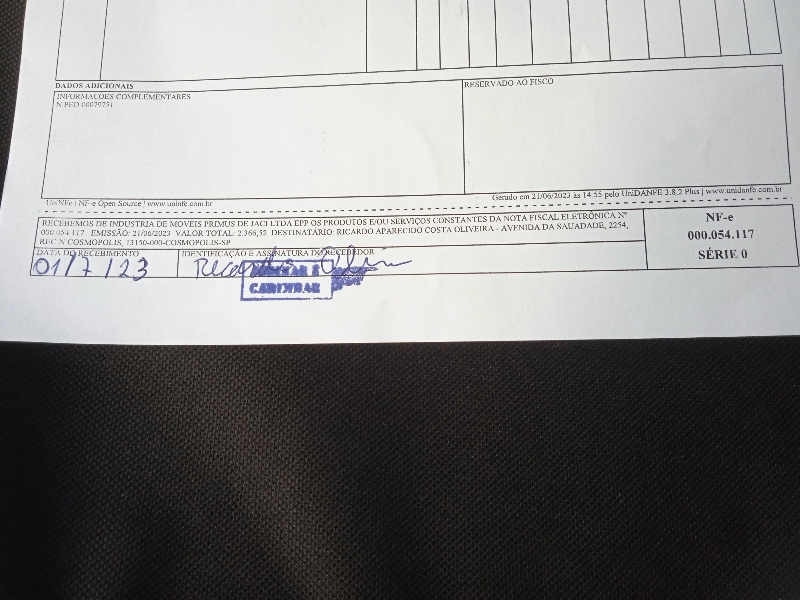 DADOS ADICIONAIS
INFORMAÇÕES COMPLEMENTARES
N PED 00079751
RESERVADO AO FISCO
UniNFe | NF-e Open Source | www.uninfe.com.br
Gerado em 21/06/2023 às 14:55 pelo UniDANFE 3.8.2 Plus | www.unidanfe.com.br
RECEBEMOS DE INDUSTRIA DE MOVEIS PRIMUS DE JACI LTDA EPP OS PRODUTOS E/OU SERVIÇOS CONSTANTES DA NOTA FISCAL ELETRÔNICA Nº
000.054.117. EMISSÃO: 21/06/2023 VALOR TOTAL: 2.366,52 DESTINATÁRIO: RICARDO APARECIDO COSTA OLIVEIRA - AVENIDA DA SAUADADE, 2254,
REC N COSMOPOLIS, 13150-000-COSMOPOLIS-SP
NF-e
000.054.117
SÉRIE 0
DATA DO RECEBIMENTO
01/7/23
IDENTIFICAÇÃO E ASSINATURA DO RECEBEDOR
CARIMBAR